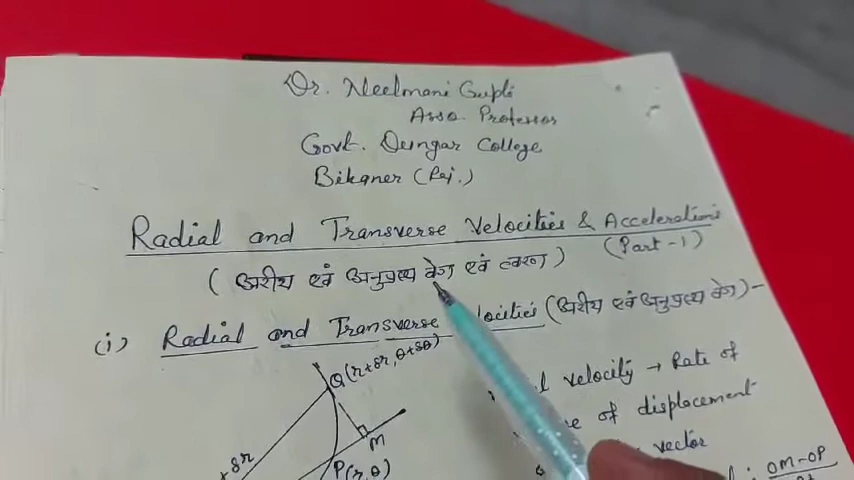 Dr. Neelmani Gupta
Asso. Professor
Govt. Dungar College
Bikaner (Raj.)
Radial and Transverse Velocities & Accelerations
(Part-1)
(अरीय एवं अनुप्रस्थ वेग एवं त्वरण)
(i) Radial and Transverse Velocities (अरीय एवं अनुप्रस्थ वेग) -
Q(r+δr, θ+δθ)
velocity → Rate of
of displacement
vector
M
P(r,θ)
+δr
OM-OP